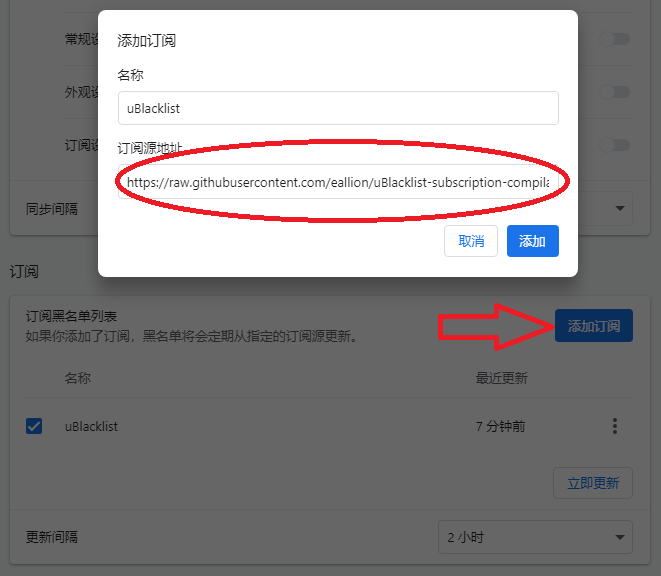 添加订阅
名称
uBlacklist
订阅源地址
https://raw.githubusercontent.com/eallion/uBlacklist-subscription-compila
取消
添加
常规设
外观设
订阅设
同步间隔
订阅
订阅黑名单列表
如果你添加了订阅，黑名单将会定期从指定的订阅源更新。
添加订阅
名称
最近更新
uBlacklist
7 分钟前
立即更新
更新间隔
2 小时